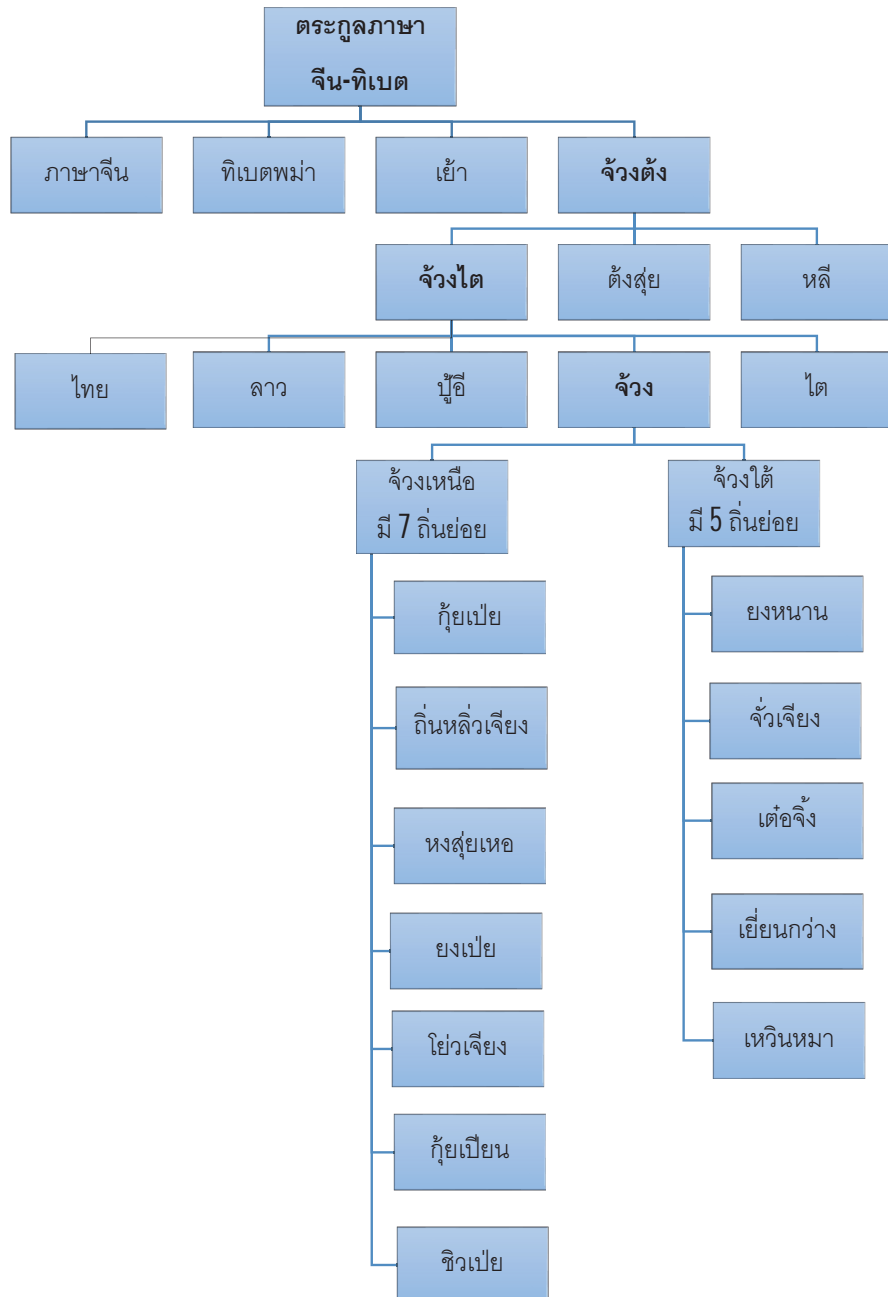 ตระกูลภาษา
จีน-ทิเบต
ภาษาจีน
ทิเบตพม่า
เย้า
จ้วงต้ง
จ้วงไต
ต้งสุ่ย
หลี
ไทย
ลาว
ปู้อี
จ้วง
ไต
จ้วงเหนือ
มี 7 ถิ่นย่อย
จ้วงใต้
มี 5 ถิ่นย่อย
กุ้ยเป่ย
ถิ่นหลิ่วเจียง
หงสุ่ยเหอ
ยงเป่ย
โย่วเจียง
กุ้ยเปียน
ชิวเป่ย
ยงหนาน
จั่วเจียง
เต๋อจิ้ง
เยี่ยนกว่าง
เหวินหมา